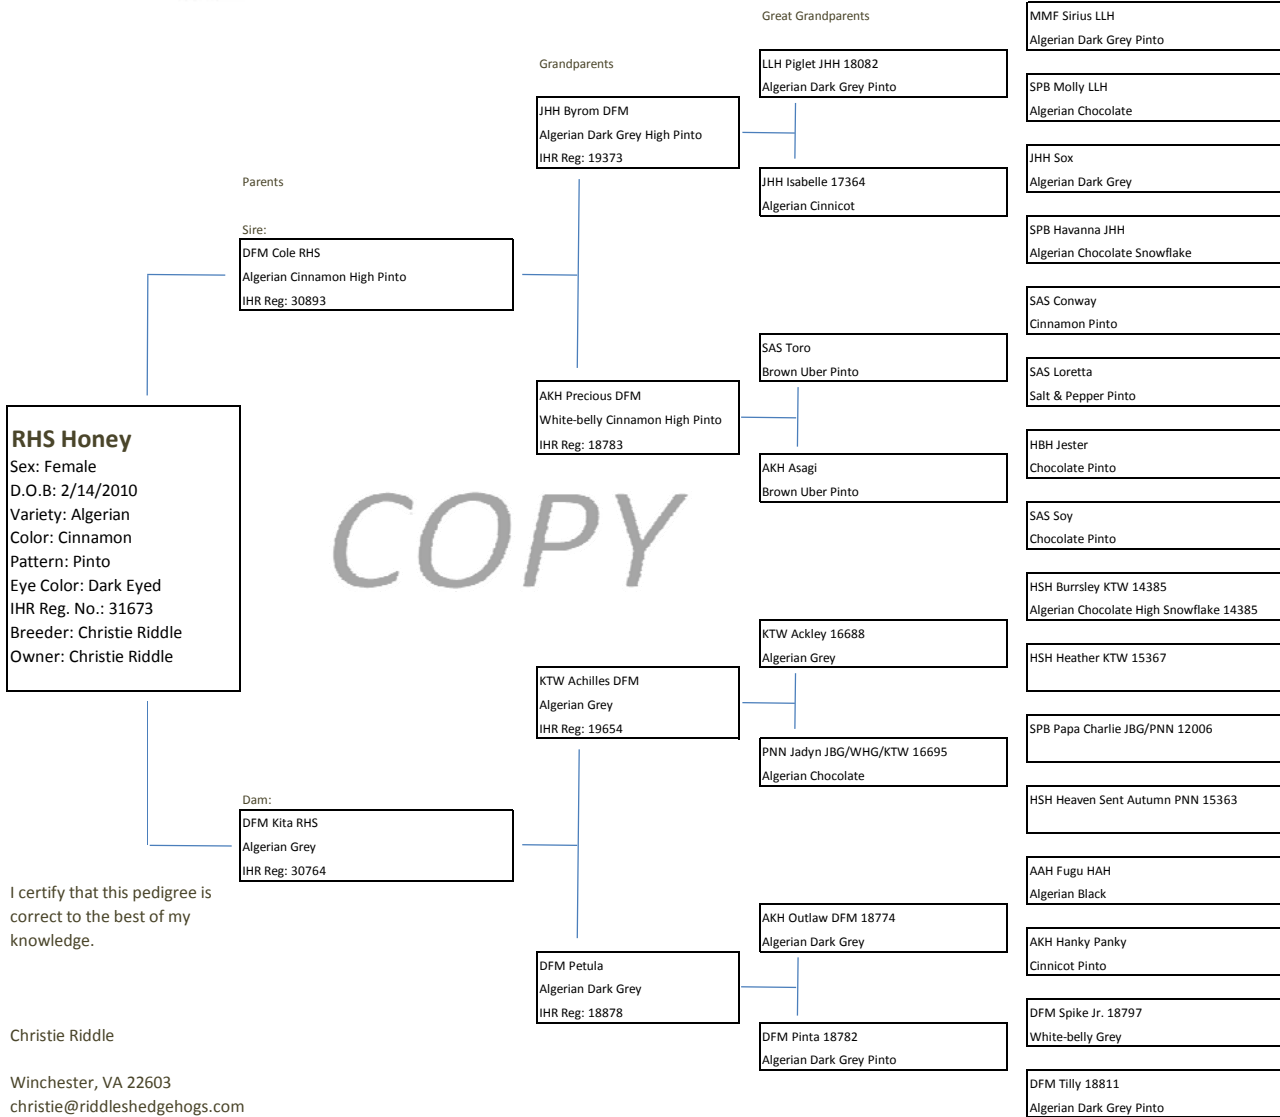 Great Grandparents
MMF Sirius LLH
Algerian Dark Grey Pinto
Grandparents
LLH Piglet JHH 18082
Algerian Dark Grey Pinto
SPB Molly LLH
Algerian Chocolate
JHH Byrom DFM
Algerian Dark Grey High Pinto
IHR Reg: 19373
JHH Sox
Algerian Dark Grey
Parents
JHH Isabelle 17364
Algerian Cinnicot
Sire:
DFM Cole RHS
Algerian Cinnamon High Pinto
IHR Reg: 30893
SPB Havanna JHH
Algerian Chocolate Snowflake
SAS Conway
Cinnamon Pinto
SAS Toro
Brown Uber Pinto
SAS Loretta
Salt & Pepper Pinto
AKH Precious DFM
White-belly Cinnamon High Pinto
IHR Reg: 18783
HBH Jester
Chocolate Pinto
AKH Asagi
Brown Uber Pinto
SAS Soy
Chocolate Pinto
RHS Honey
Sex: Female
D.O.B: 2/14/2010
Variety: Algerian
Color: Cinnamon
Pattern: Pinto
Eye Color: Dark Eyed
IHR Reg. No.: 31673
Breeder: Christie Riddle
Owner: Christie Riddle
COPY
HSH Burrsley KTW 14385
Algerian Chocolate High Snowflake 14385
KTW Ackley 16688
Algerian Grey
HSH Heather KTW 15367
KTW Achilles DFM
Algerian Grey
IHR Reg: 19654
SPB Papa Charlie JBG/PNN 12006
PNN Jadyn JBG/WHG/KTW 16695
Algerian Chocolate
HSH Heaven Sent Autumn PNN 15363
Dam:
DFM Kita RHS
Algerian Grey
IHR Reg: 30764
AAH Fugu HAH
Algerian Black
AKH Outlaw DFM 18774
Algerian Dark Grey
AKH Hanky Panky
Cinnicot Pinto
DFM Petula
Algerian Dark Grey
IHR Reg: 18878
DFM Spike Jr. 18797
White-belly Grey
DFM Pinta 18782
Algerian Dark Grey Pinto
DFM Tilly 18811
Algerian Dark Grey Pinto
I certify that this pedigree is
correct to the best of my
knowledge.
Christie Riddle
Winchester, VA 22603
christie@riddleshedgehogs.com